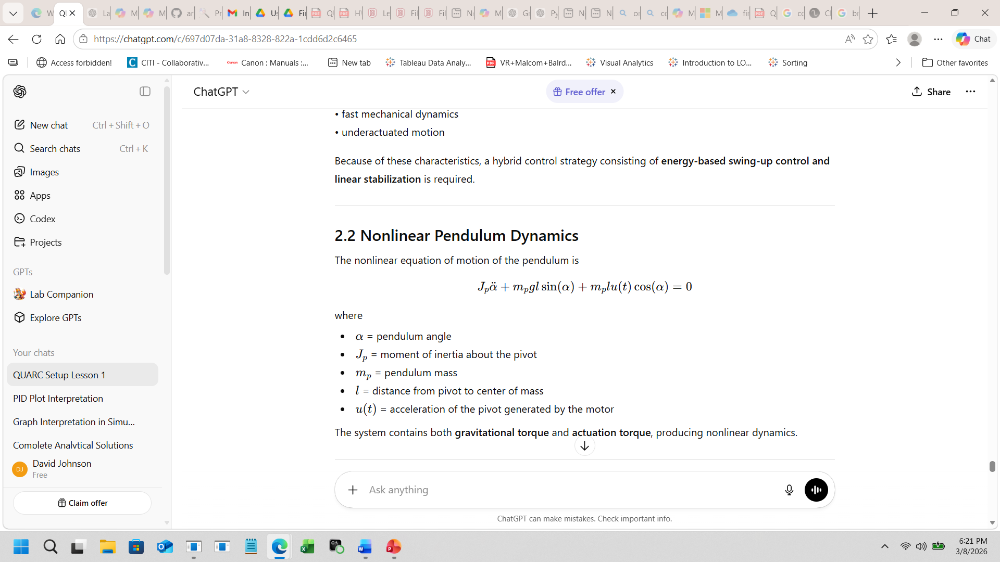 https://chatgpt.com/c/697d07da-31a8-8328-822a-1cdd6d2c6465
Chat
Access forbidden!
CITI - Collaborativ...
Canon : Manuals :...
New tab
Tableau Data Analy...
VR+Malcom+Balrd...
Visual Analytics
Introduction to LO...
Sorting
Other favorites
ChatGPT
Free offer
Share
New chat Ctrl + Shift + O
Search chats Ctrl + K
Images
Apps
Codex
Projects
GPTs
Lab Companion
Explore GPTs
Your chats
QUARC Setup Lesson 1
PID Plot Interpretation
Graph Interpretation in Simu...
Complete Analytical Solutions
DJ
David Johnson
Free
Claim offer
• fast mechanical dynamics
• underactuated motion
Because of these characteristics, a hybrid control strategy consisting of energy-based swing-up control and
linear stabilization is required.
2.2 Nonlinear Pendulum Dynamics
The nonlinear equation of motion of the pendulum is
J_p α̈ + m_p g l sin(α) + m_p l u(t) cos(α) = 0
where
• α = pendulum angle
• J_p = moment of inertia about the pivot
• m_p = pendulum mass
• l = distance from pivot to center of mass
• u(t) = acceleration of the pivot generated by the motor
The system contains both gravitational torque and actuation torque, producing nonlinear dynamics.
Ask anything
ChatGPT can make mistakes. Check important info.
6:21 PM
3/8/2026